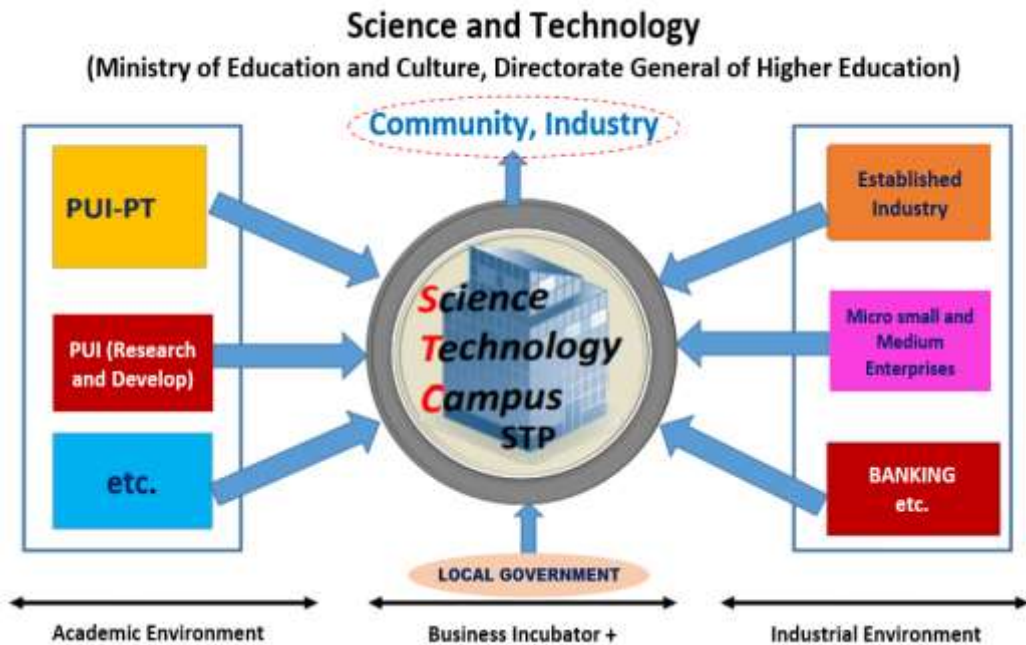 Science and Technology
(Ministry of Education and Culture, Directorate General of Higher Education)
Community, Industry
PUI-PT
PUI (Research
and Develop)
etc.
Science
Technology
Campus
STP
Established
Industry
Micro small and
Medium
Enterprises
BANKING
etc.
LOCAL GOVERNMENT
Academic Environment
Business Incubator +
Industrial Environment